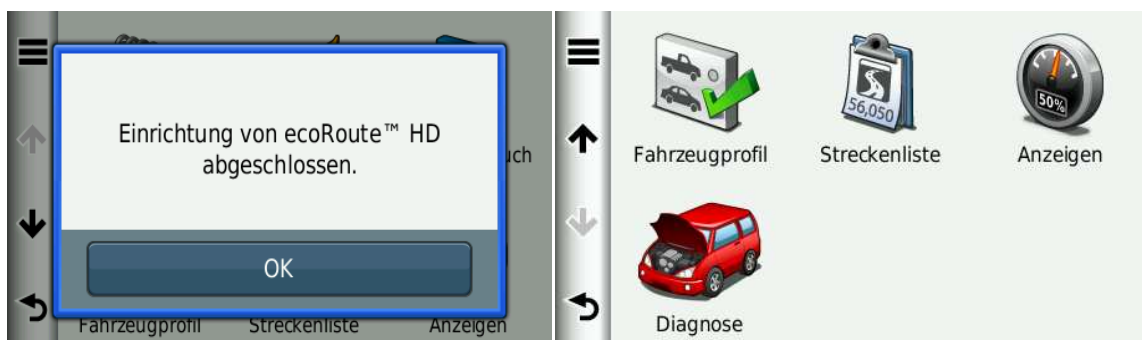 Einrichtung von ecoRoute™ HD
abgeschlossen.
uch
OK
Fahrzeugprofil Streckenliste Anzeigen
56,050
50%
Fahrzeugprofil Streckenliste Anzeigen
Diagnose